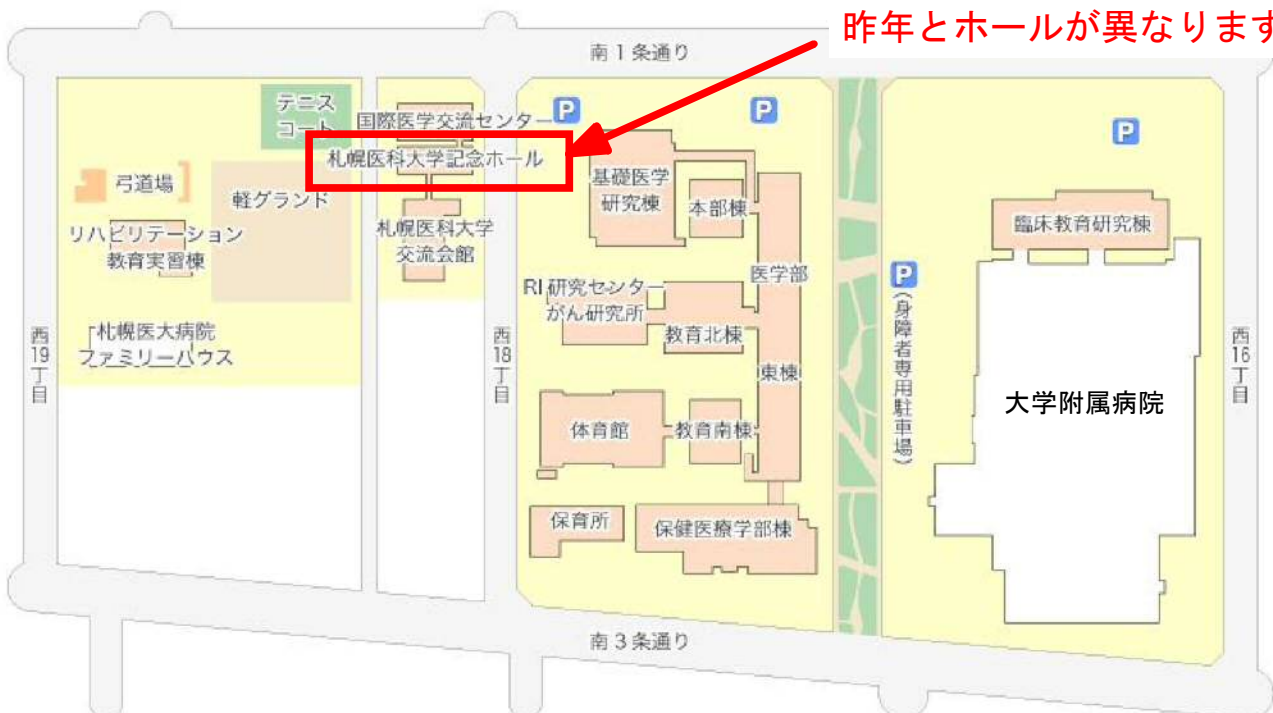 昨年とホールが異なります
南1条通り
テニス
コート
国際医学交流センター
P
P
P
札幌医科大学記念ホール
弓道場
軽グランド
基礎医学
研究棟
本部棟
臨床教育研究棟
リハビリテーション
教育実習棟
札幌医科大学
交流会館
医学部
P
(身障者専用駐車場)
RI研究センター
がん研究所
教育北棟
札幌医大病院
ファミリーハウス
西19丁目
西18丁目
東棟
西16丁目
大学附属病院
体育館
教育南棟
保育所
保健医療学部棟
南3条通り